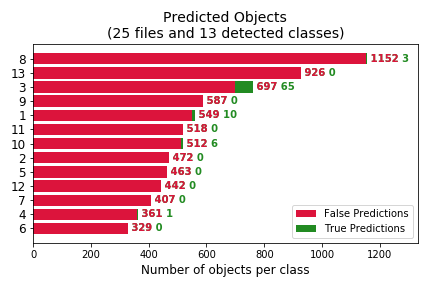 Predicted Objects
(25 files and 13 detected classes)
8 1152 3
13 926 0
3 697 65
9 587 0
1 549 10
11 518 0
10 512 6
2 472 0
5 463 0
12 442 0
7 407 0
4 361 1
6 329 0
False Predictions
True Predictions
0 200 400 600 800 1000 1200
Number of objects per class